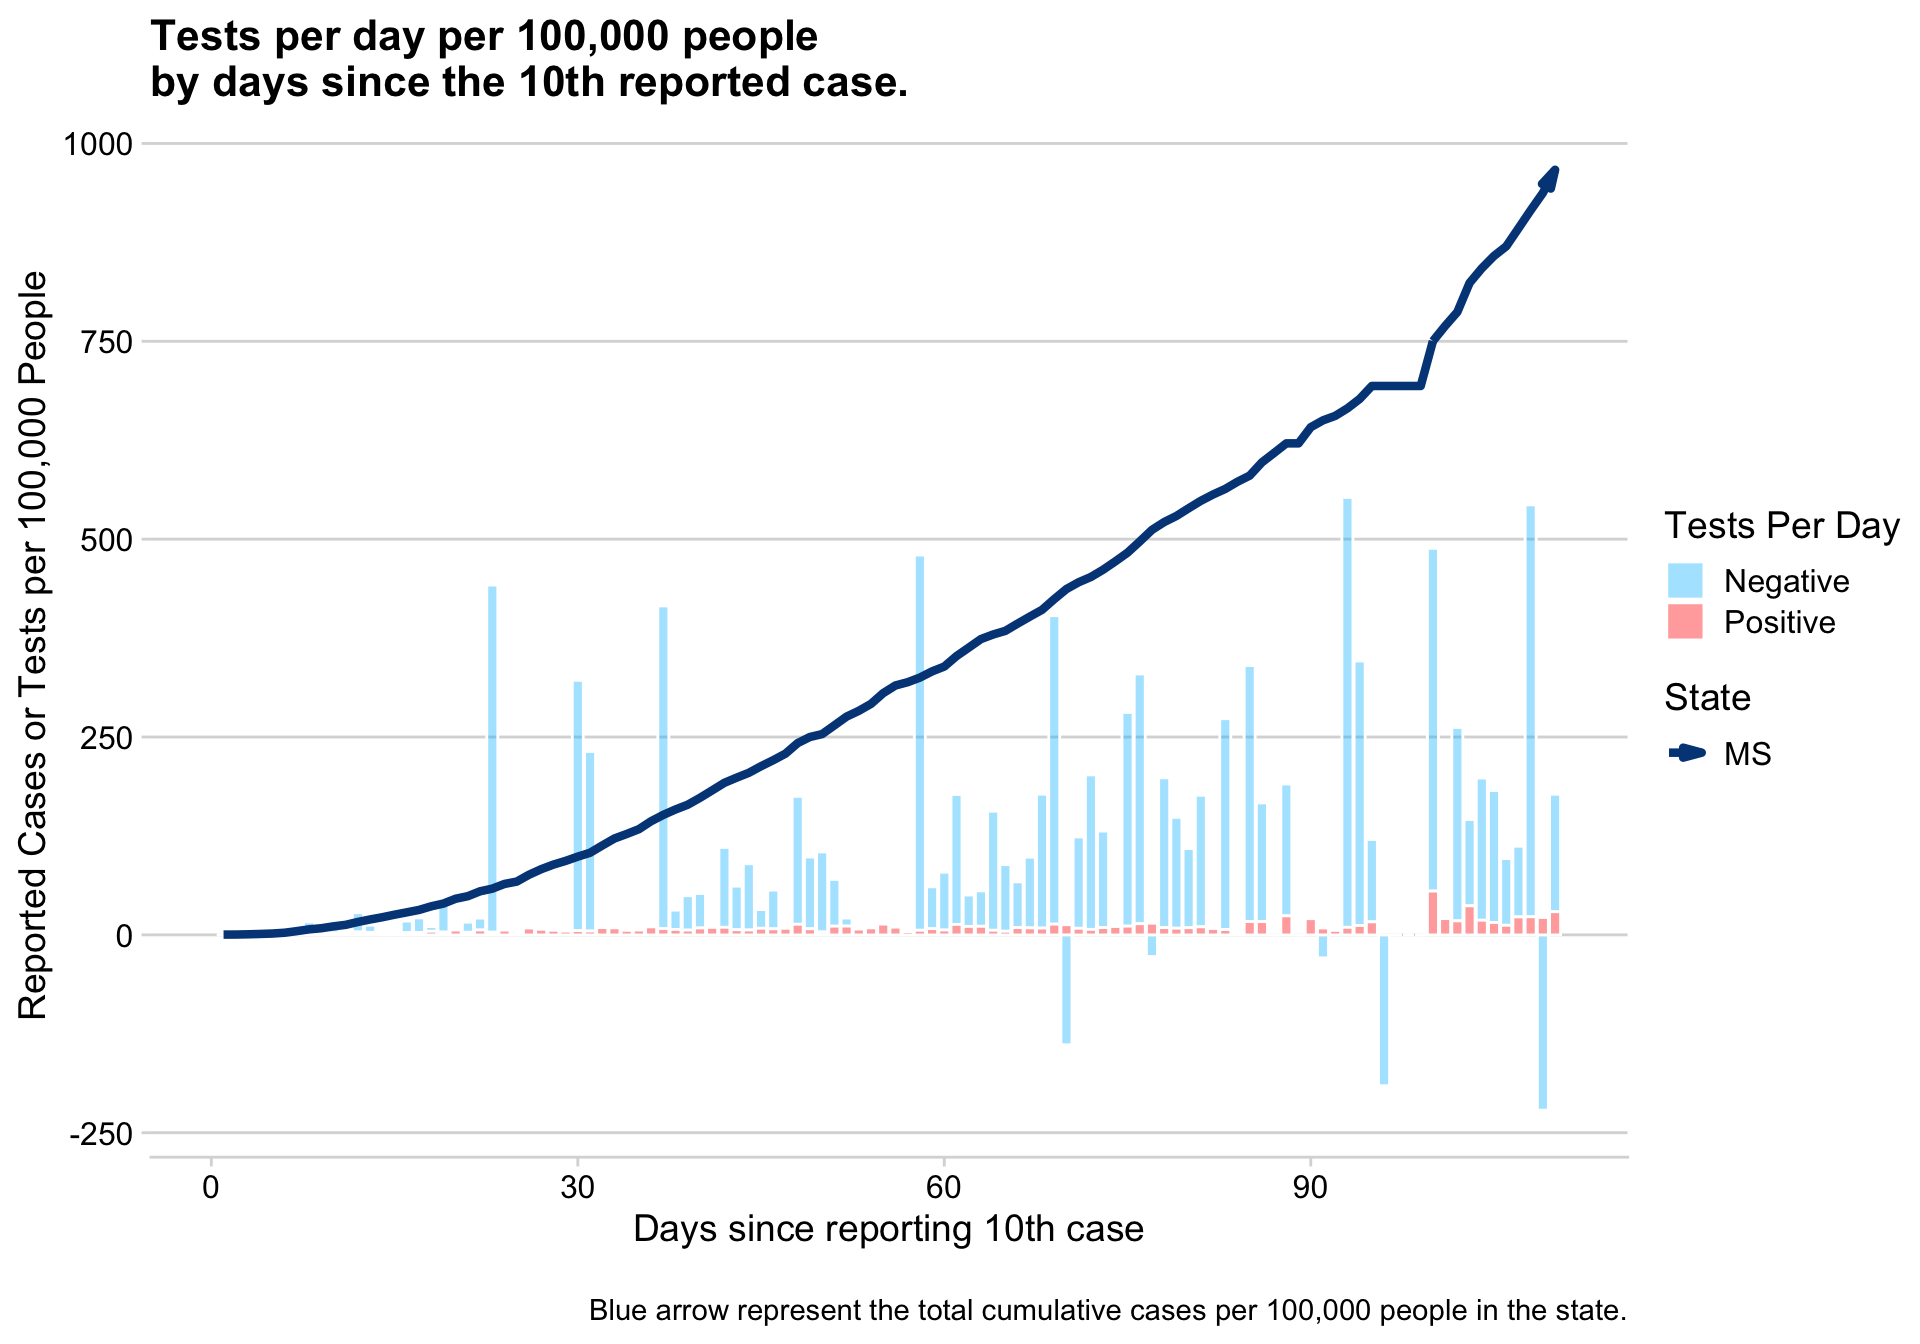 Tests per day per 100,000 people
by days since the 10th reported case.
Reported Cases or Tests per 100,000 People
1000
750
500
250
0
-250
0
30
60
90
Days since reporting 10th case
Tests Per Day
Negative
Positive
State
MS
Blue arrow represent the total cumulative cases per 100,000 people in the state.